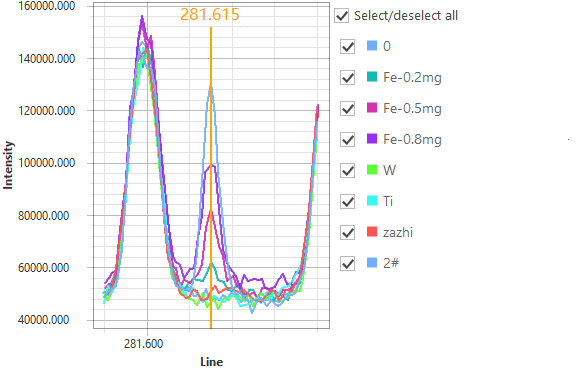 281.615
160000.000
140000.000
120000.000
100000.000
80000.000
60000.000
40000.000
Intensity
281.600
Line
Select/deselect all
0
Fe-0.2mg
Fe-0.5mg
Fe-0.8mg
W
Ti
zazhi
2#